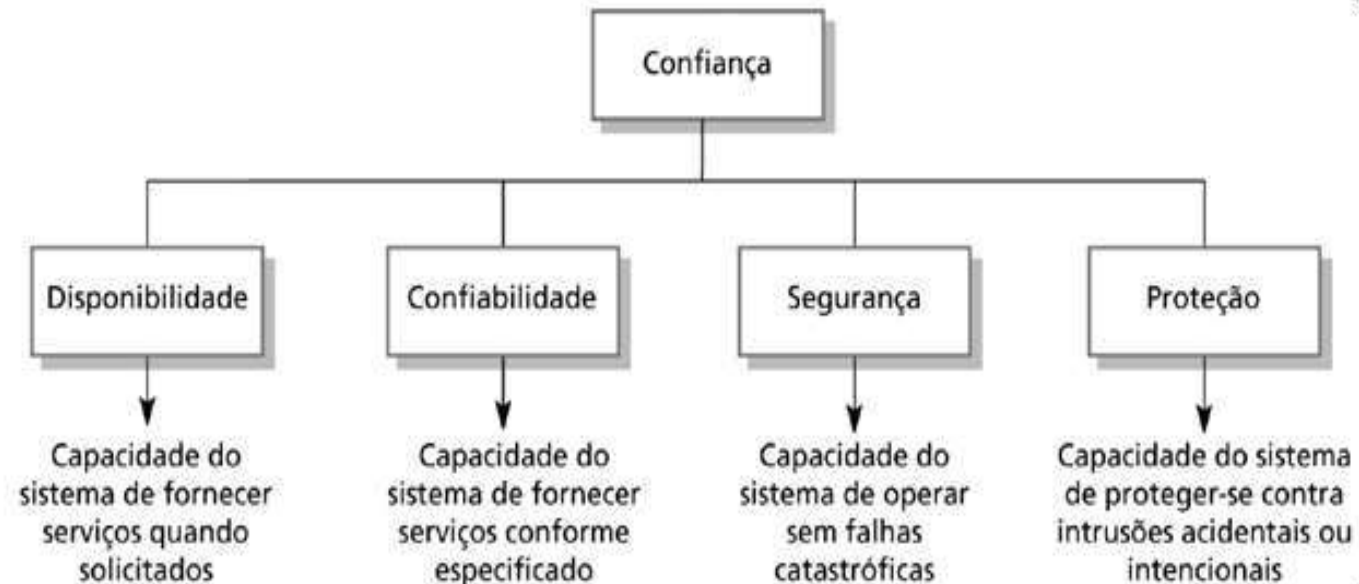 Confiança
Disponibilidade
Confiabilidade
Segurança
Proteção
Capacidade do
sistema de fornecer
serviços quando
solicitados
Capacidade do
sistema de fornecer
serviços conforme
especificado
Capacidade do
sistema de operar
sem falhas
catastróficas
Capacidade do sistema
de proteger-se contra
intrusões acidentais ou
intencionais